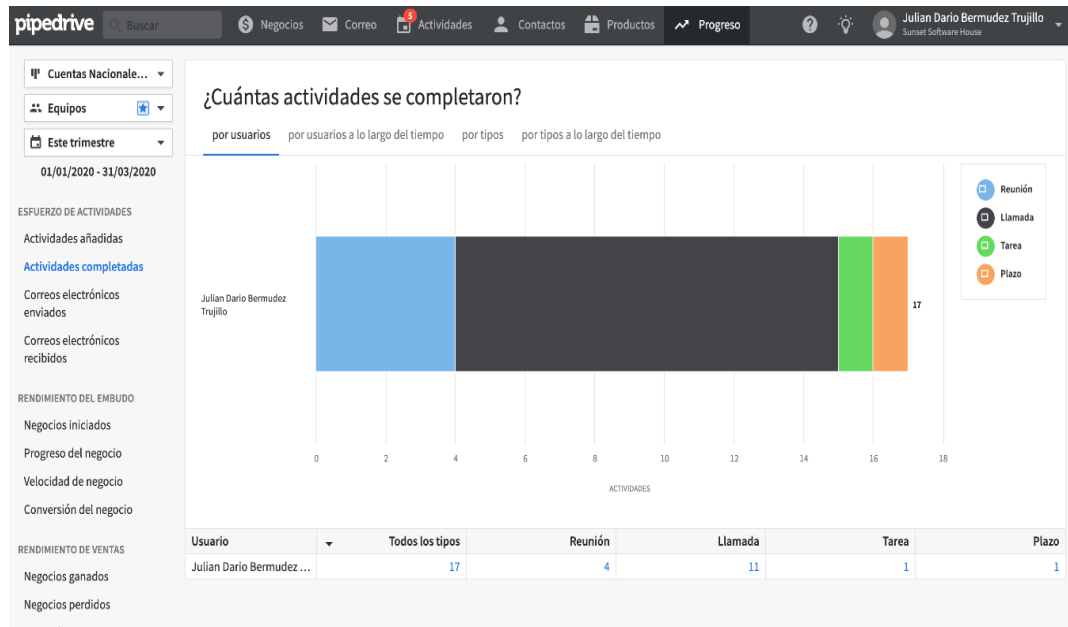 pipedrive
Buscar
Negocios
Correo
5
Actividades
Contactos
Productos
Progreso
Julian Dario Bermudez Trujillo
Sunset Software House
Cuentas Nacionale...
Equipos
Este trimestre
01/01/2020 - 31/03/2020
ESFUERZO DE ACTIVIDADES
Actividades añadidas
Actividades completadas
Correos electrónicos
enviados
Correos electrónicos
recibidos
RENDIMIENTO DEL EMBUDO
Negocios iniciados
Progreso del negocio
Velocidad de negocio
Conversión del negocio
RENDIMIENTO DE VENTAS
Negocios ganados
Negocios perdidos
¿Cuántas actividades se completaron?
por usuarios por usuarios a lo largo del tiempo por tipos por tipos a lo largo del tiempo
Reunión
Llamada
Tarea
Plazo
Julian Dario Bermudez
Trujillo
17
0 2 4 6 8 10 12 14 16 18
ACTIVIDADES
Usuario Todos los tipos Reunión Llamada Tarea Plazo
Julian Dario Bermudez ... 17 4 11 1 1